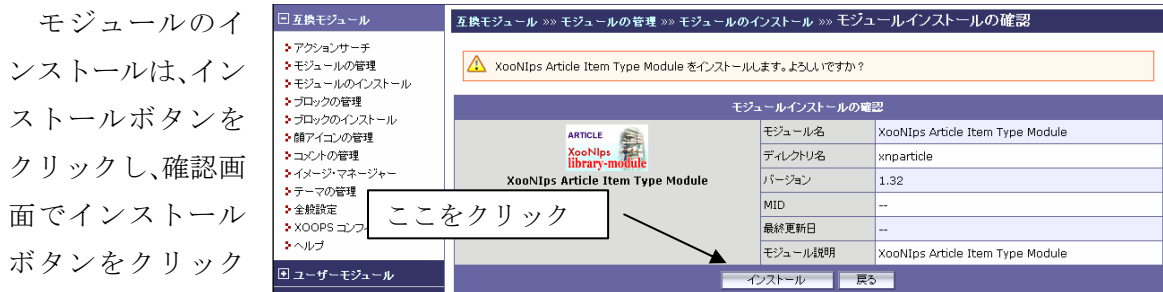 モジュールのイ
ンストールは、イン
ストールボタンを
クリックし、確認画
面でインストール
ボタンをクリック
互換モジュール
アクションサーチ
モジュールの管理
モジュールのインストール
ブロックの管理
ブロックのインストール
顔アイコンの管理
コメントの管理
イメージ・マネージャー
テーマの管理
全般設定
XOOPS コンフ
ヘルプ
ユーザーモジュール
互換モジュール »» モジュールの管理 »» モジュールのインストール »» モジュールインストールの確認
XooNIps Article Item Type Module をインストールします。よろしいですか？
モジュールインストールの確認
ARTICLE
XooNIps
library-module
XooNIps Article Item Type Module
モジュール名 XooNIps Article Item Type Module
ディレクトリ名 xnparticle
バージョン 1.32
MID --
最終更新日 --
モジュール説明 XooNIps Article Item Type Module
ここをクリック
インストール 戻る